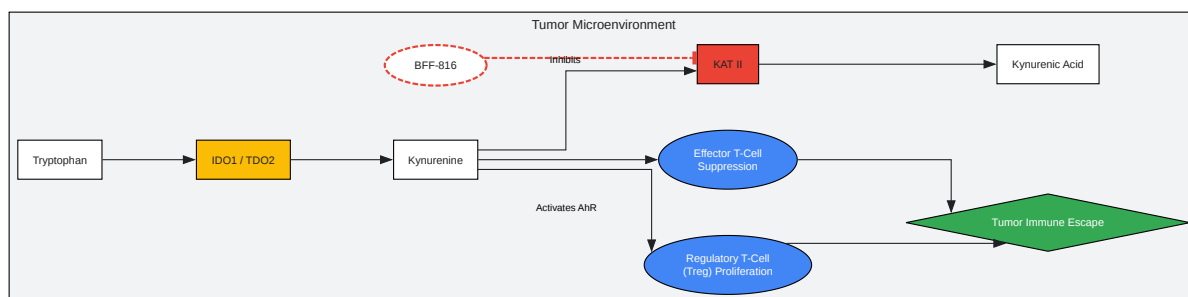 Tumor Microenvironment
BFF-816
Inhibits
KAT II
Kynurenic Acid
Tryptophan
IDO1 / TDO2
Kynurenine
Effector T-Cell
Suppression
Activates AhR
Tumor Immune Escape
Regulatory T-Cell
(Treg) Proliferation